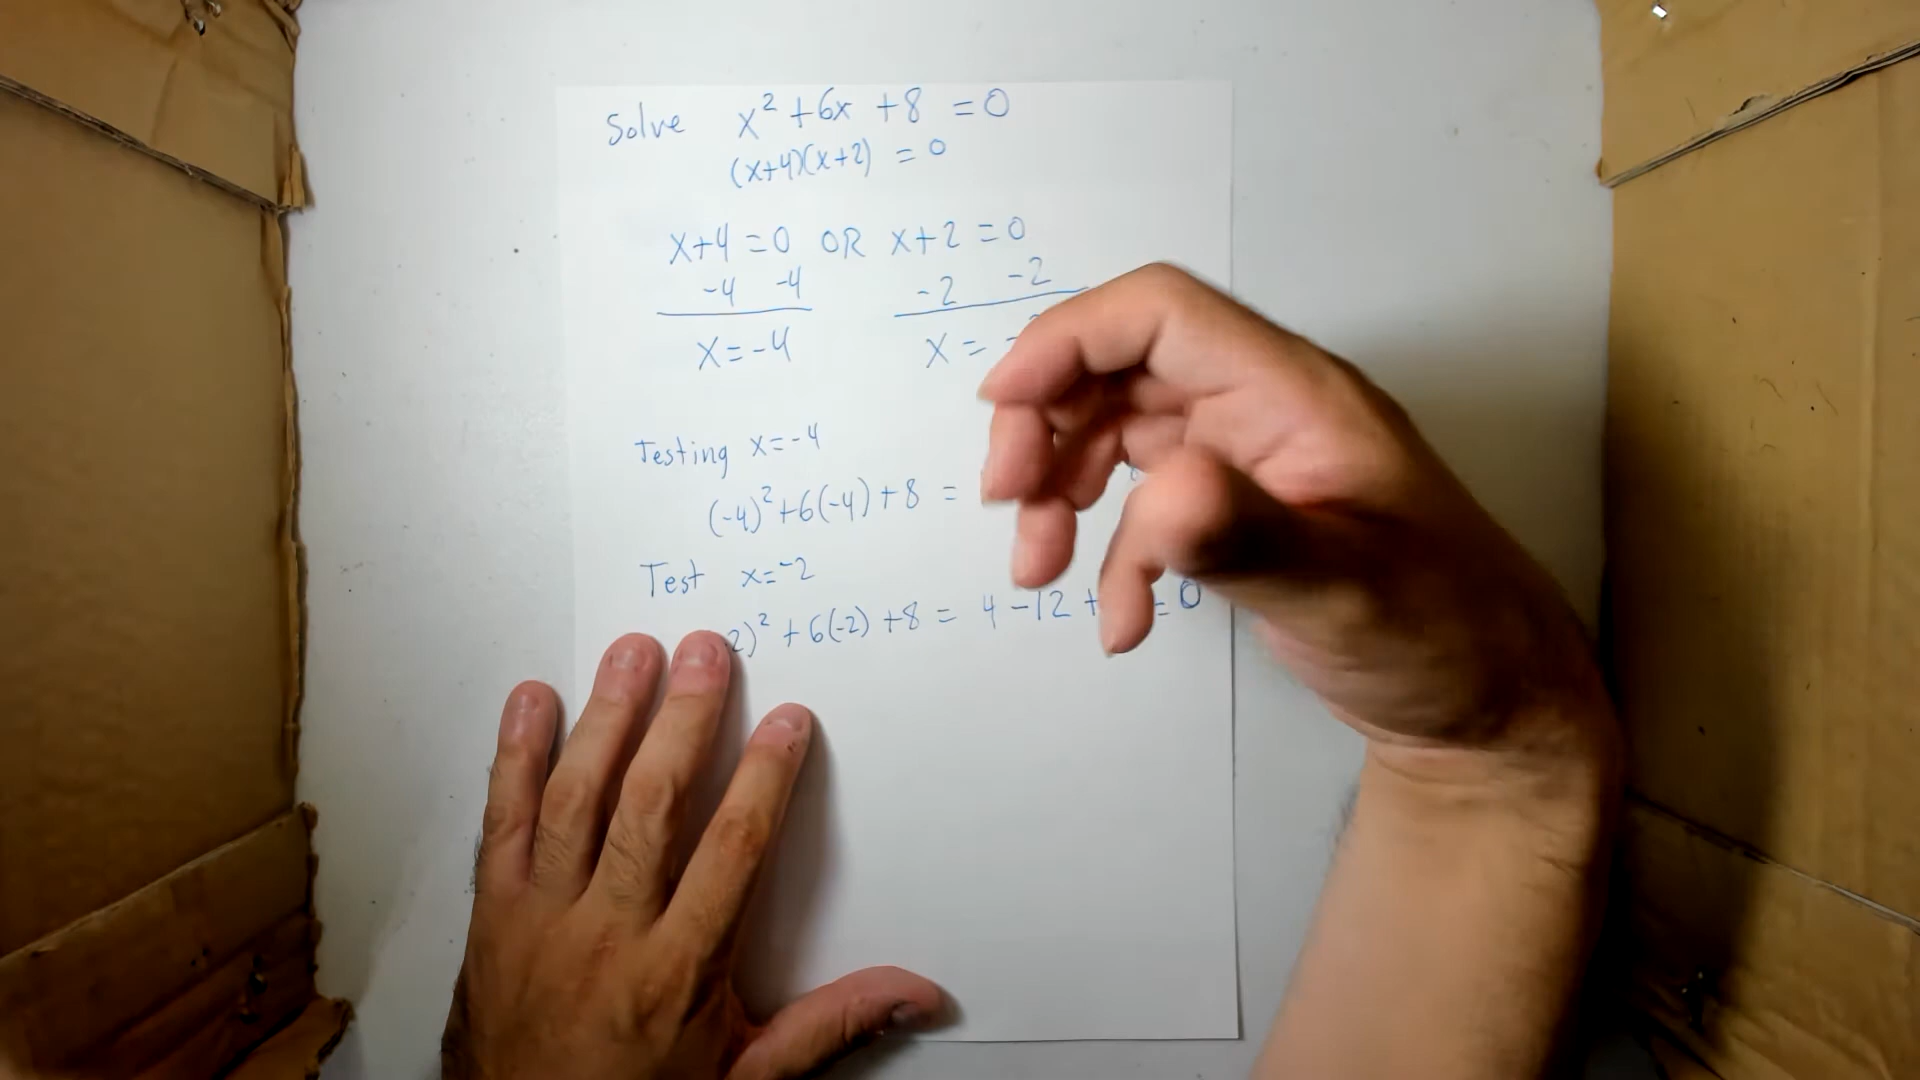 Solve x² + 6x + 8 = 0
(x+4)(x+2) = 0
x+4 = 0 OR x+2 = 0
-4 -4 -2 -2
x = -4 x = -
Testing x = -4
(-4)² + 6(-4) + 8 =
Test x = -2
2)² + 6(-2) + 8 = 4 - 12 + = 0